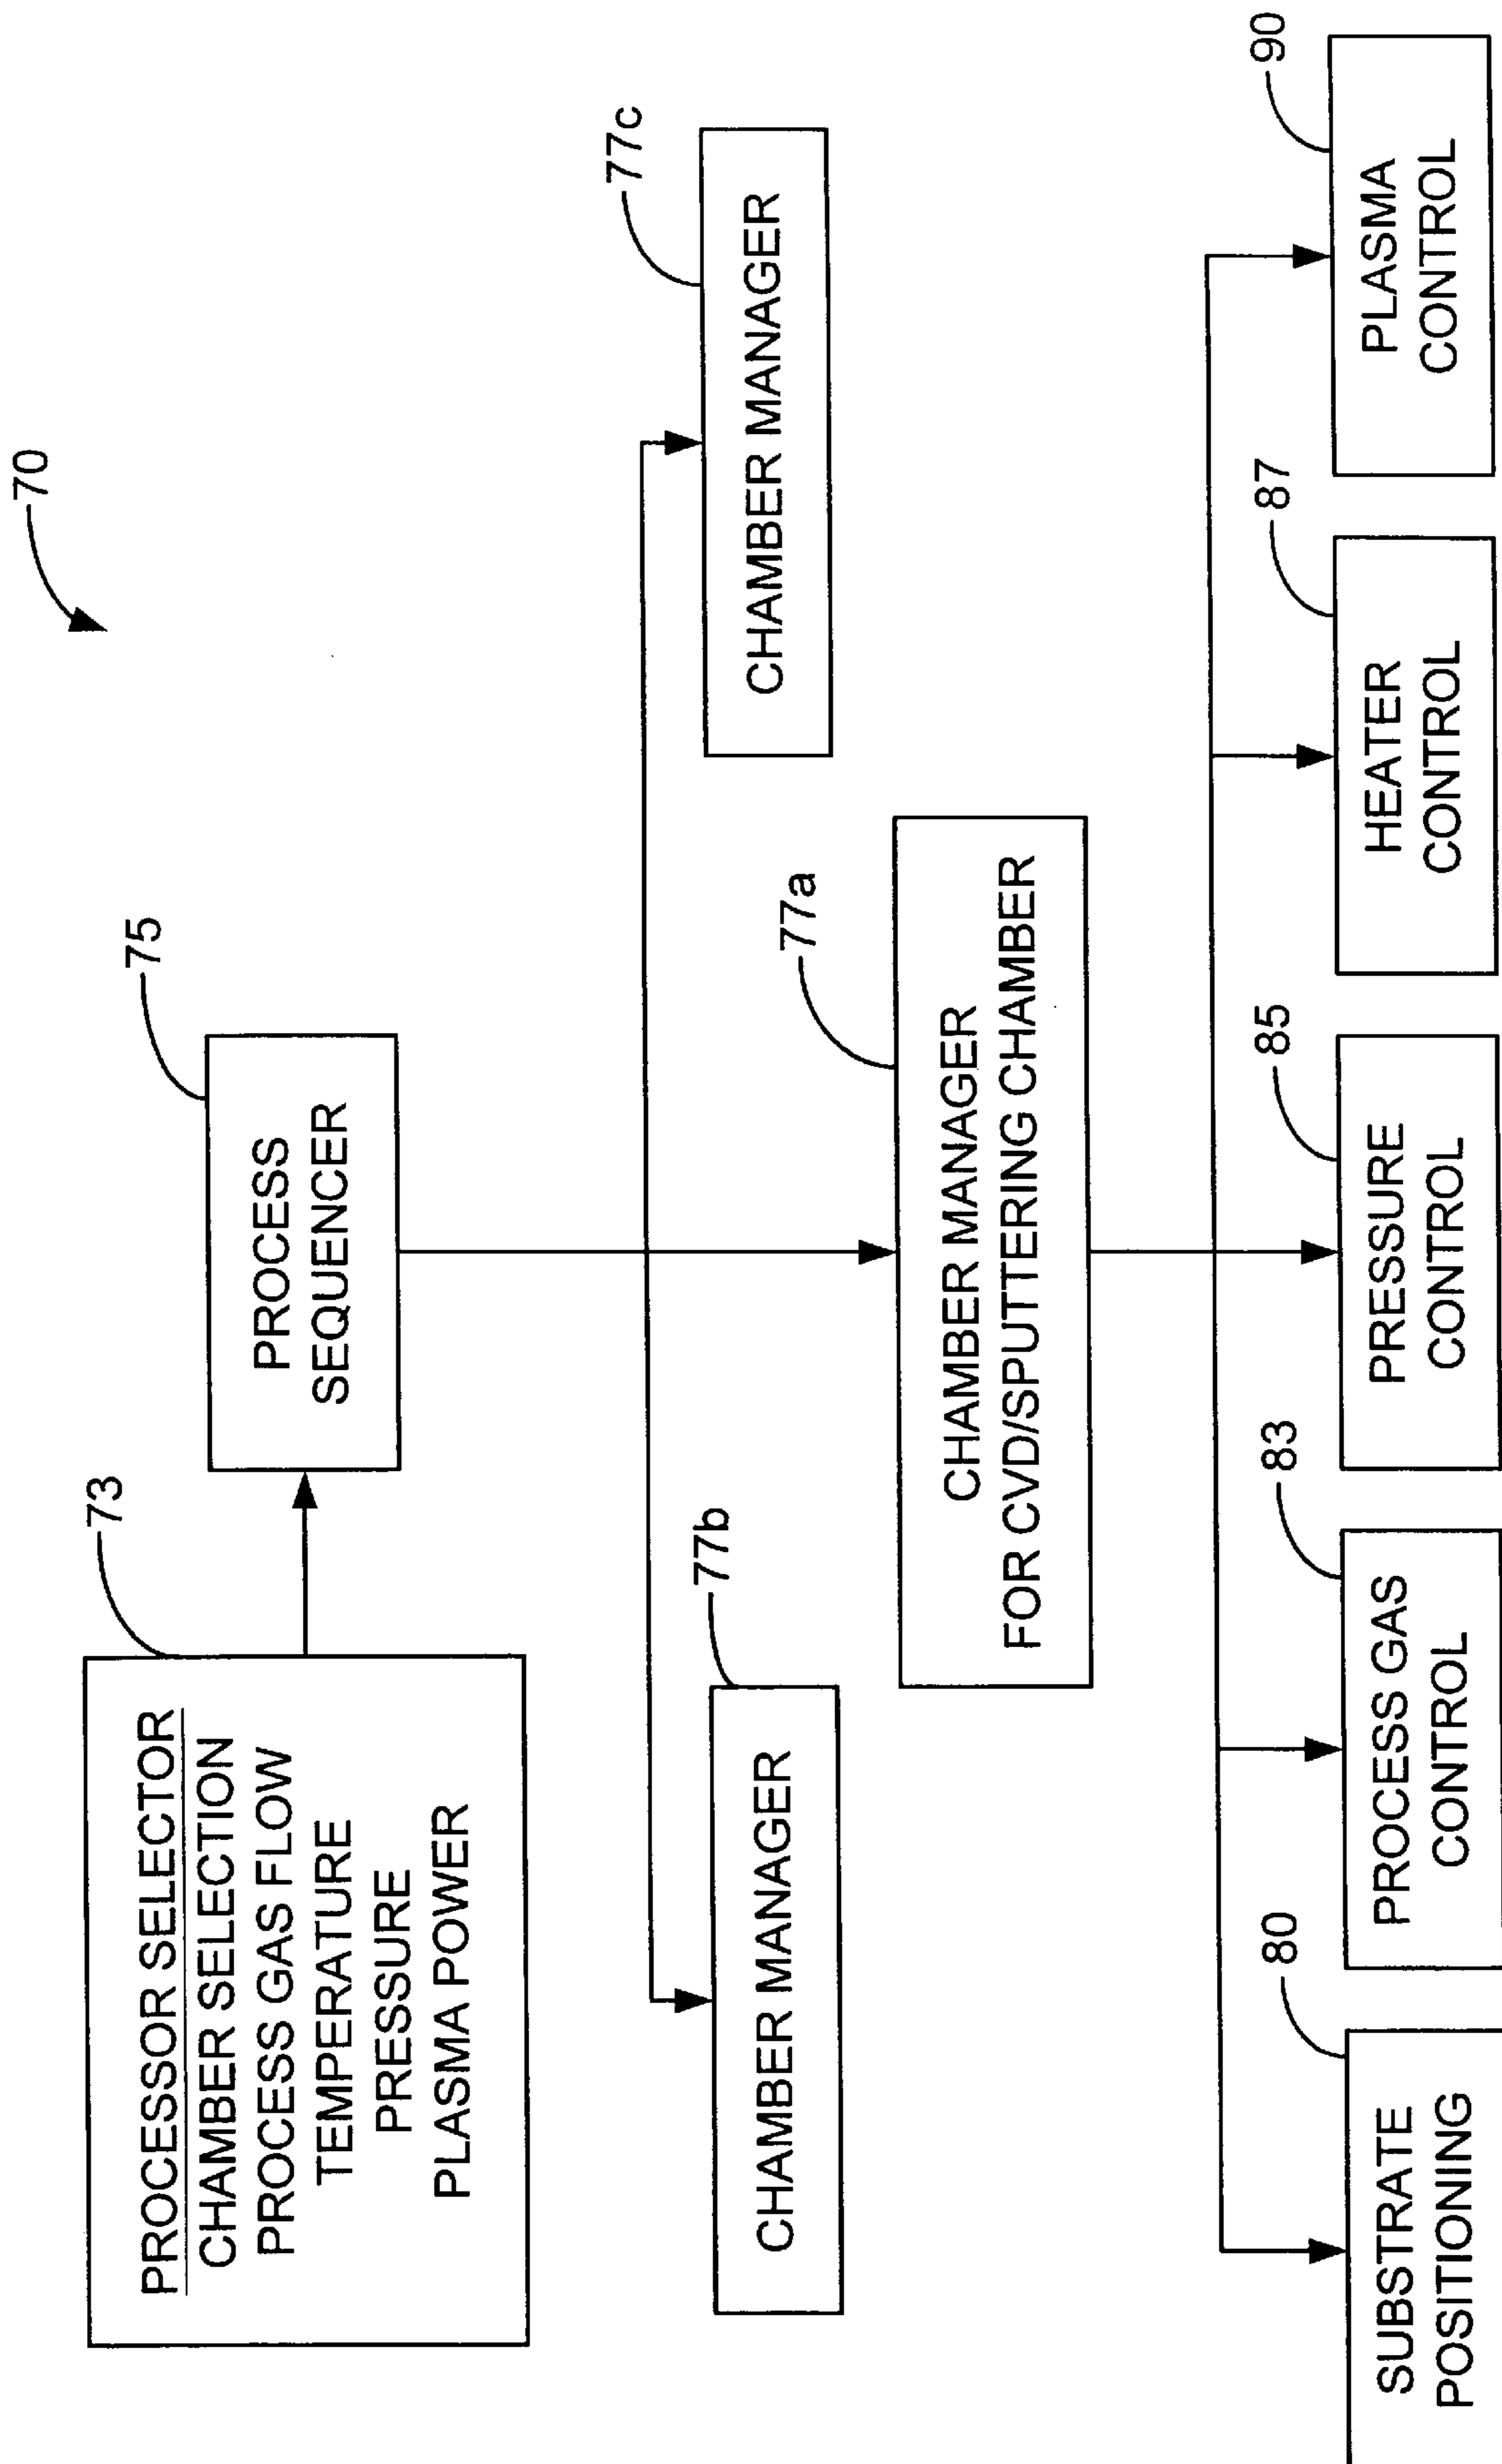 70
73
PROCESSOR SELECTOR
CHAMBER SELECTION
PROCESS GAS FLOW
TEMPERATURE
PRESSURE
PLASMA POWER
75
PROCESS
SEQUENCER
77b
CHAMBER MANAGER
77c
CHAMBER MANAGER
77a
CHAMBER MANAGER
FOR CVD/SPUTTERING CHAMBER
80
SUBSTRATE
POSITIONING
83
PROCESS GAS
CONTROL
85
PRESSURE
CONTROL
87
HEATER
CONTROL
90
PLASMA
CONTROL